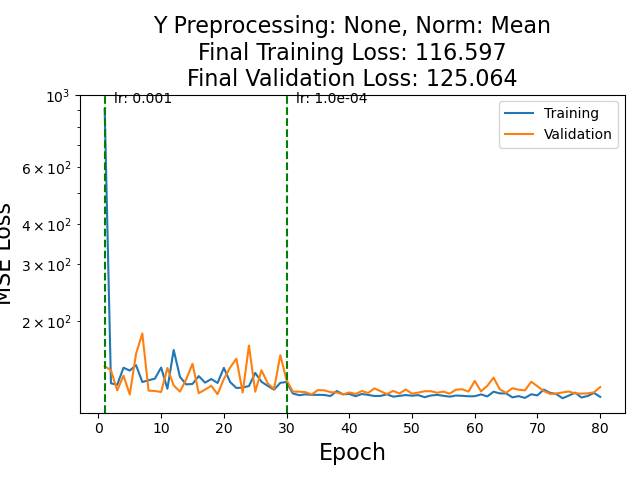 Y Preprocessing: None, Norm: Mean
Final Training Loss: 116.597
Final Validation Loss: 125.064
lr: 0.001
lr: 1.0e-04
Training
Validation
10³
6 × 10²
4 × 10²
3 × 10²
2 × 10²
MSE Loss
0 10 20 30 40 50 60 70 80
Epoch